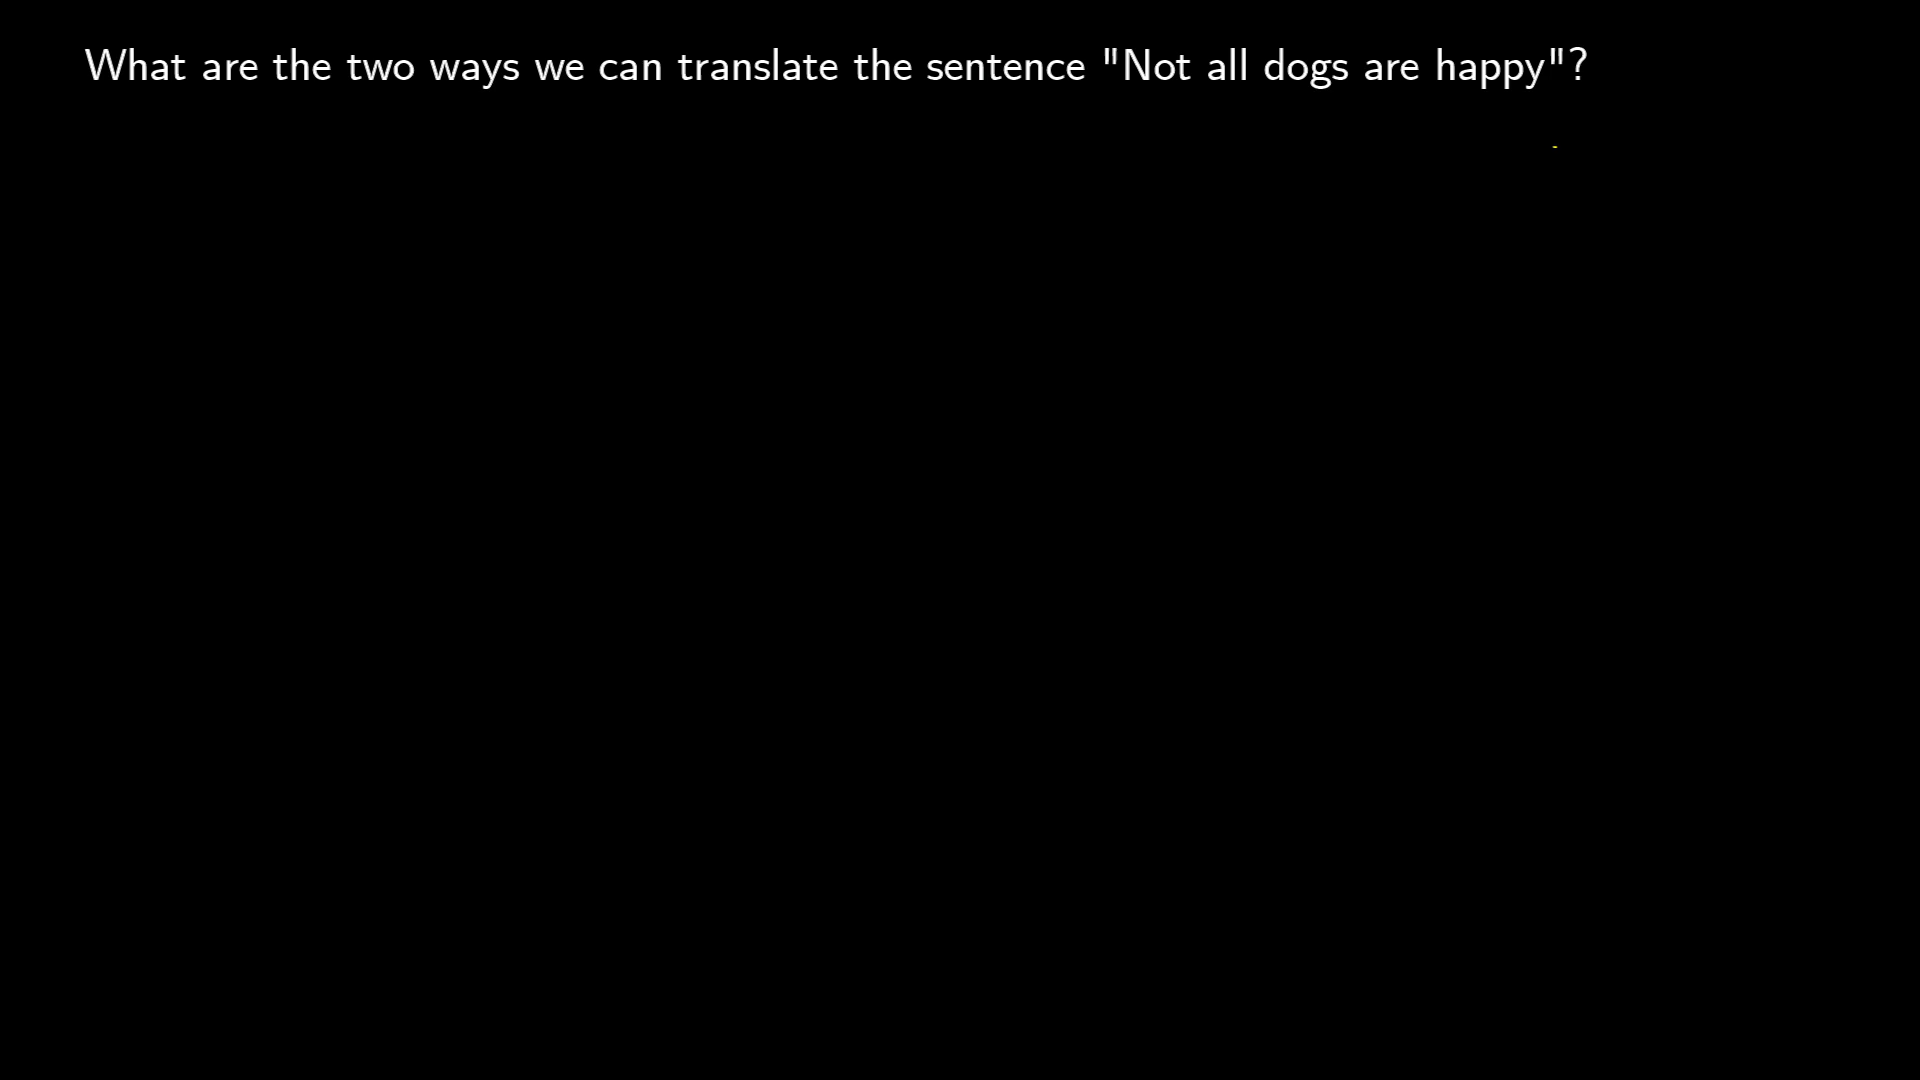 What are the two ways we can translate the sentence "Not all dogs are happy"?